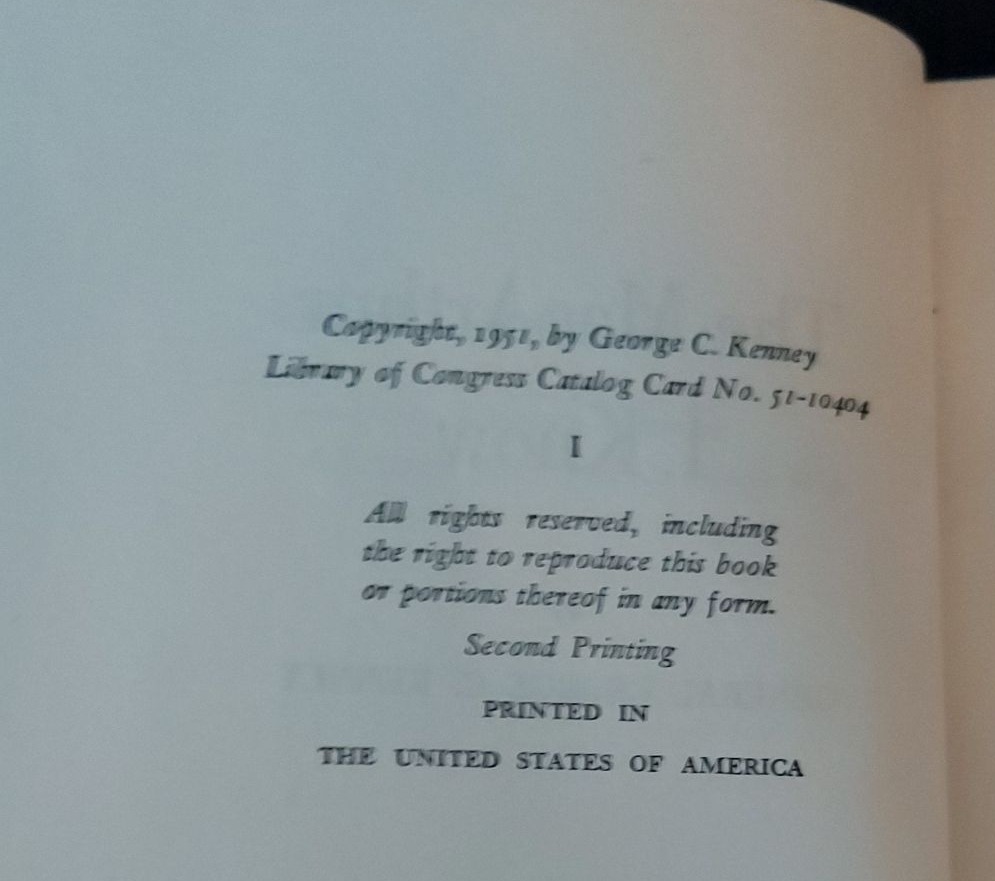 Copyright, 1951, by George C. Kenney
Library of Congress Catalog Card No. 51-10404
I
All rights reserved, including
the right to reproduce this book
or portions thereof in any form.
Second Printing
PRINTED IN
THE UNITED STATES OF AMERICA